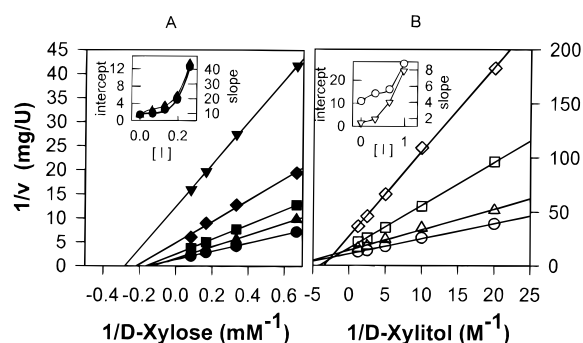 A
B
45
40
35
30
25
20
15
10
5
0
1/v (mg/U)
-0.4 -0.2 0.0 0.2 0.4 0.6
1/D-Xylose (mM⁻¹)
intercept
12
8
4
0
0.0 0.2
[ I ]
40
30
20
10
slope
200
150
100
50
0
-5 0 5 10 15 20 25
1/D-Xylitol (M⁻¹)
intercept
20
10
0
0 1
[ I ]
8
6
4
2
slope